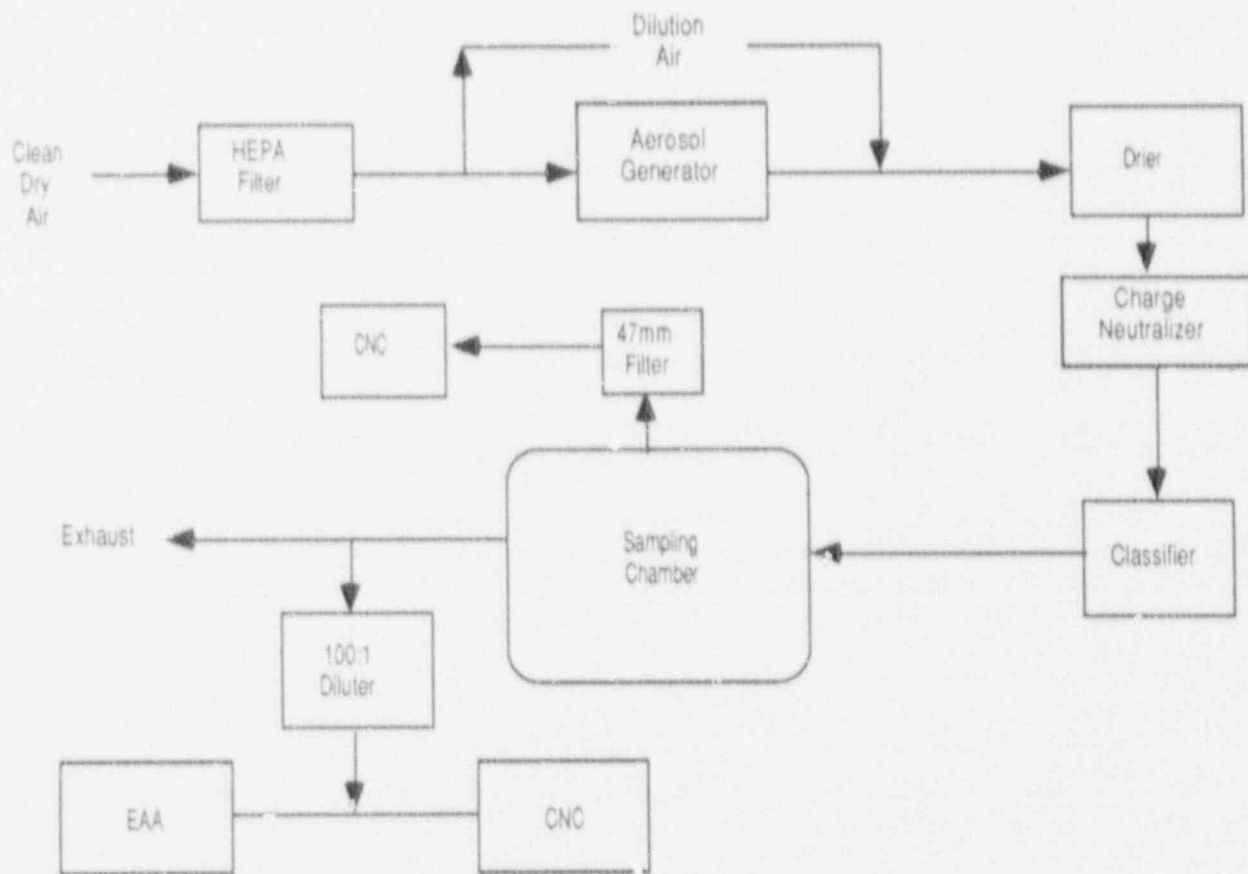 Dilution
Air
Clean
Dry
Air
HEPA
Filter
Aerosol
Generator
Drier
Charge
Neutralizer
CNC
47mm
Filter
Exhaust
Sampling
Chamber
Classifier
100:1
Diluter
EAA
CNC